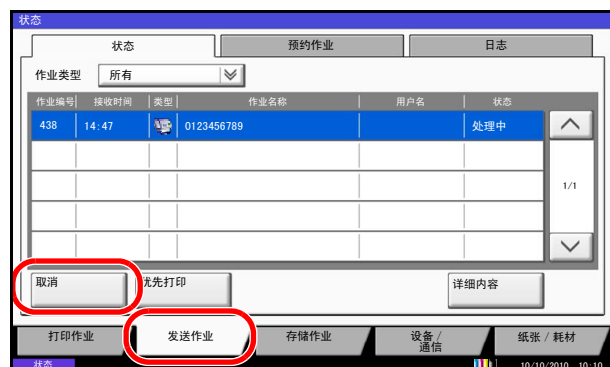 状态
状态 预约作业 日志
作业类型 所有
作业编号 接收时间 类型 作业名称 用户名 状态
438 14:47 0123456789 处理中
1/1
取消 优先打印 详细内容
打印作业 发送作业 存储作业 设备/通信 纸张/耗材
状态 10/10/2010 10:10